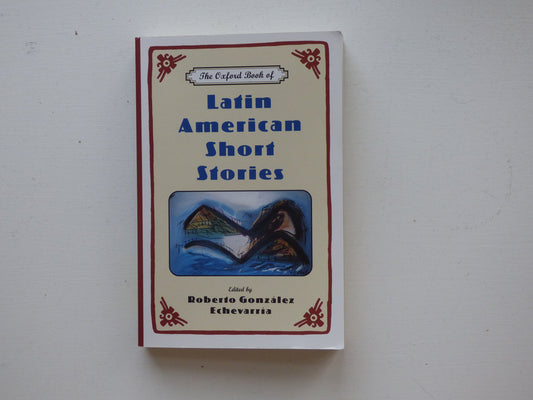 The Oxford Book of
Latin
American
Short
Stories
Edited by
Roberto González
Echevarría